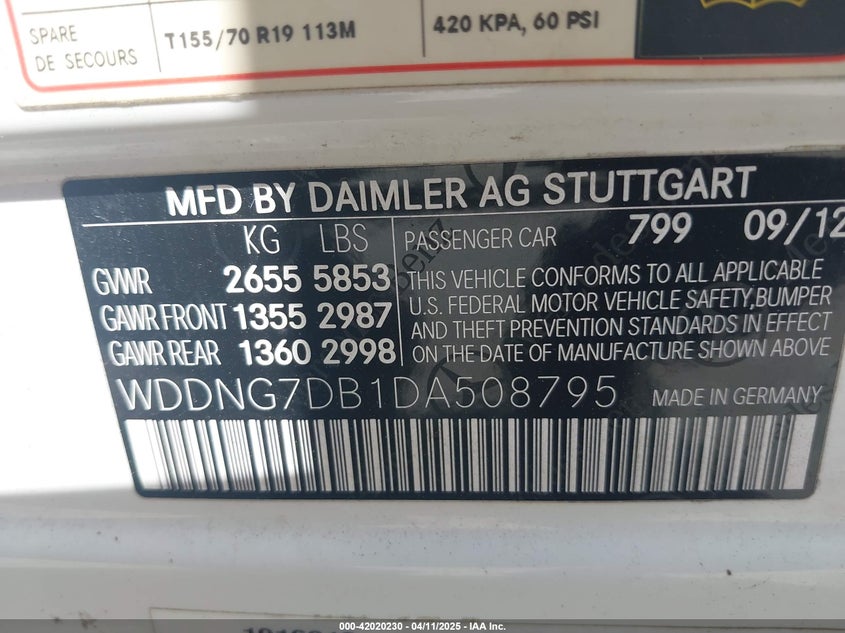 SPARE
DE SECOURS
T155/70 R19 113M
420 KPA, 60 PSI
MFD BY DAIMLER AG STUTTGART
KG LBS PASSENGER CAR 799 09/12
GVWR 2655 5853
GAWR FRONT 1355 2987
GAWR REAR 1360 2998
THIS VEHICLE CONFORMS TO ALL APPLICABLE
U.S. FEDERAL MOTOR VEHICLE SAFETY,BUMPER
AND THEFT PREVENTION STANDARDS IN EFFECT
ON THE DATE OF MANUFACTURE SHOWN ABOVE
WDDNG7DB1DA508795 MADE IN GERMANY
000-42020230 - 04/11/2025 - IAA Inc.